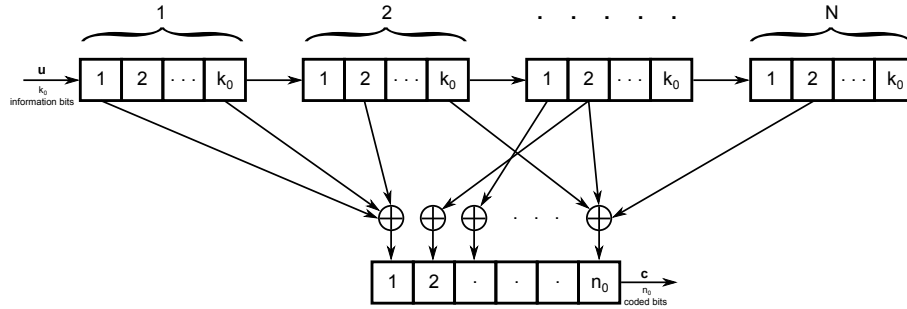 1 2 . . . . . N
u
k₀
information bits
1 2 · · · k₀ 1 2 · · · k₀ 1 2 · · · k₀ 1 2 · · · k₀
. . .
1 2 . . . n₀
c
n₀
coded bits